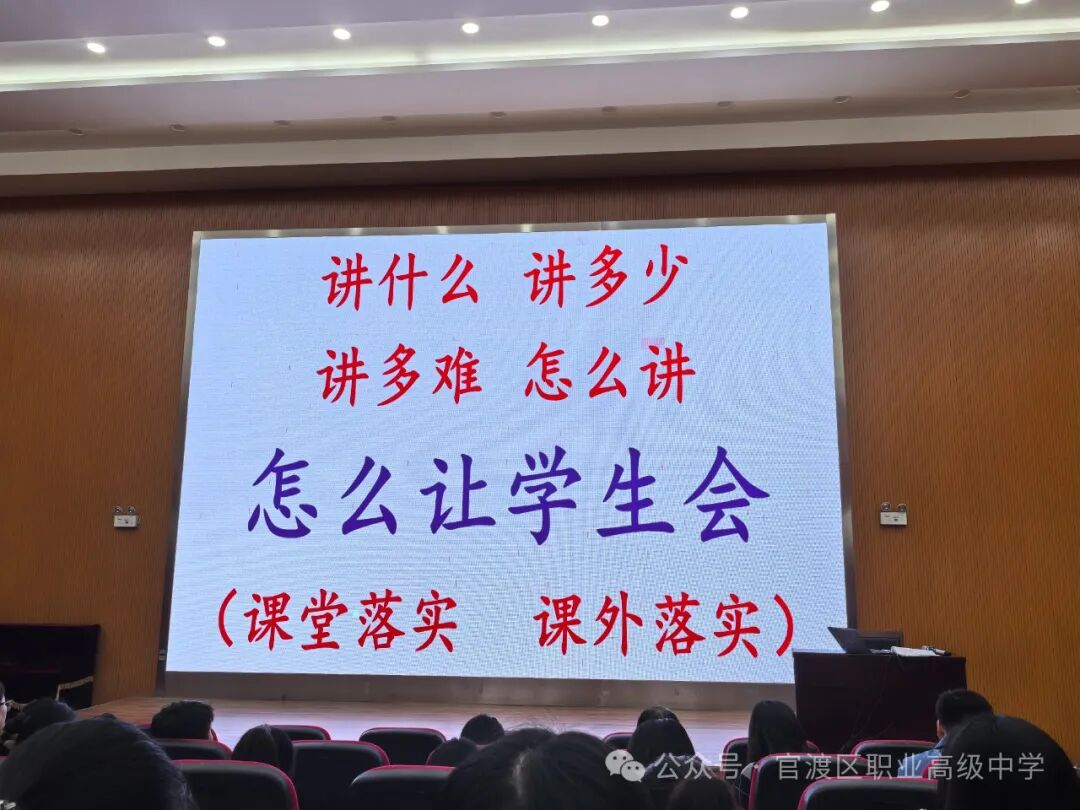 讲什么 讲多少
讲多难 怎么讲
怎么让学生会
（课堂落实 课外落实）
公众号 官渡区职业高级中学